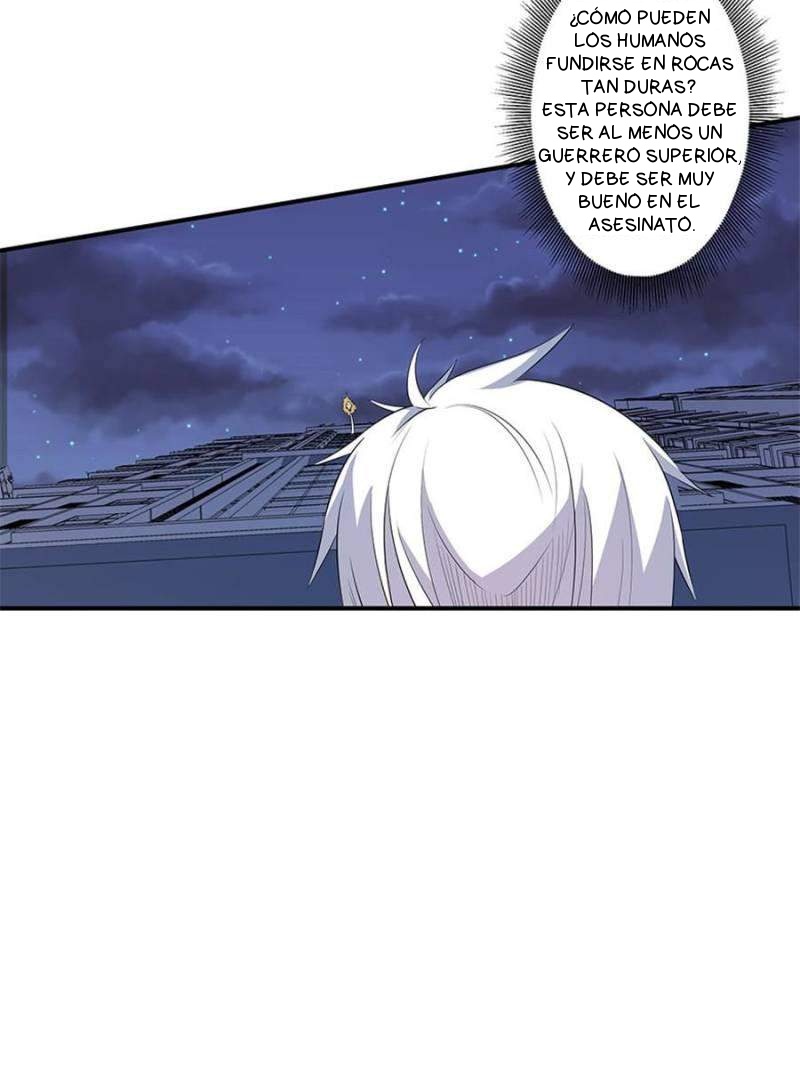 ¿CÓMO PUEDEN
LOS HUMANOS
FUNDIRSE EN ROCAS
TAN DURAS?
ESTA PERSONA DEBE
SER AL MENOS UN
GUERRERO SUPERIOR,
Y DEBE SER MUY
BUENO EN EL
ASESINATO.